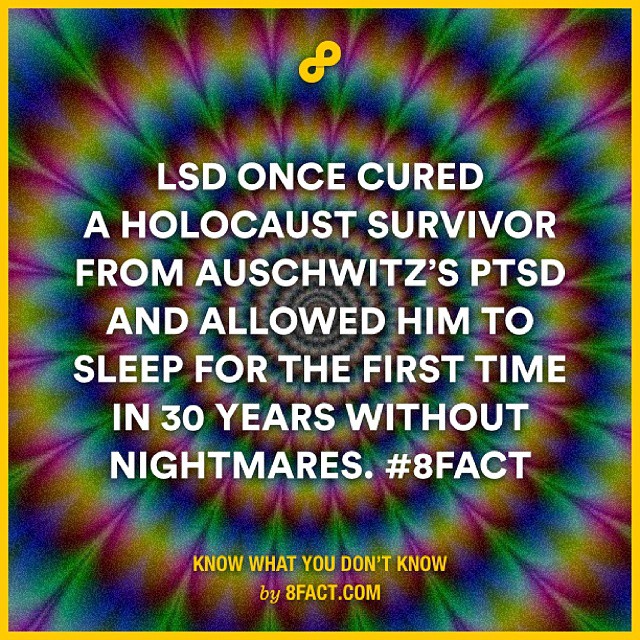 LSD ONCE CURED
A HOLOCAUST SURVIVOR
FROM AUSCHWITZ'S PTSD
AND ALLOWED HIM TO
SLEEP FOR THE FIRST TIME
IN 30 YEARS WITHOUT
NIGHTMARES. #8FACT
KNOW WHAT YOU DON'T KNOW
by 8FACT.COM